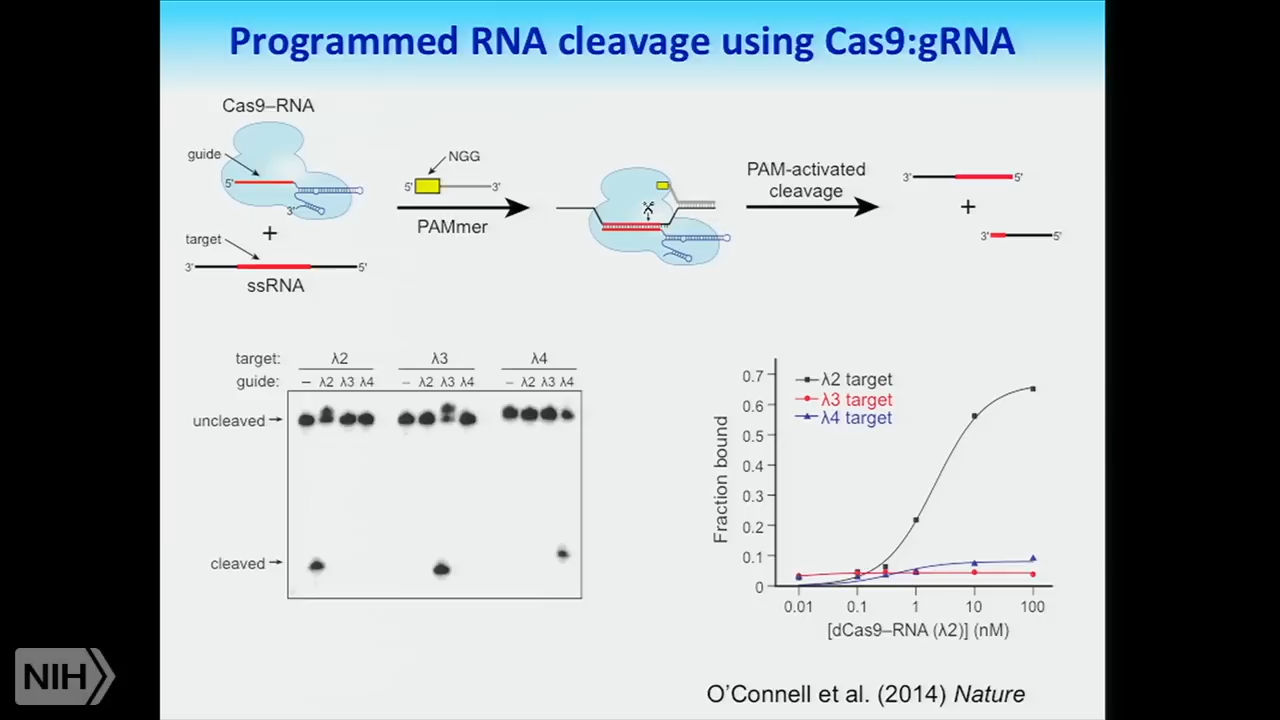 Programmed RNA cleavage using Cas9:gRNA
Cas9–RNA
guide
5'
3'
+
target
3'
5'
ssRNA
NGG
5'
3'
PAMmer
PAM-activated
cleavage
3'
5'
+
3'
5'
target: λ2 λ3 λ4
guide: – λ2 λ3 λ4 – λ2 λ3 λ4 – λ2 λ3 λ4
uncleaved
cleaved
Fraction bound
0.7
0.6
0.5
0.4
0.3
0.2
0.1
0
λ2 target
λ3 target
λ4 target
0.01 0.1 1 10 100
[dCas9–RNA (λ2)] (nM)
O'Connell et al. (2014) Nature
NIH